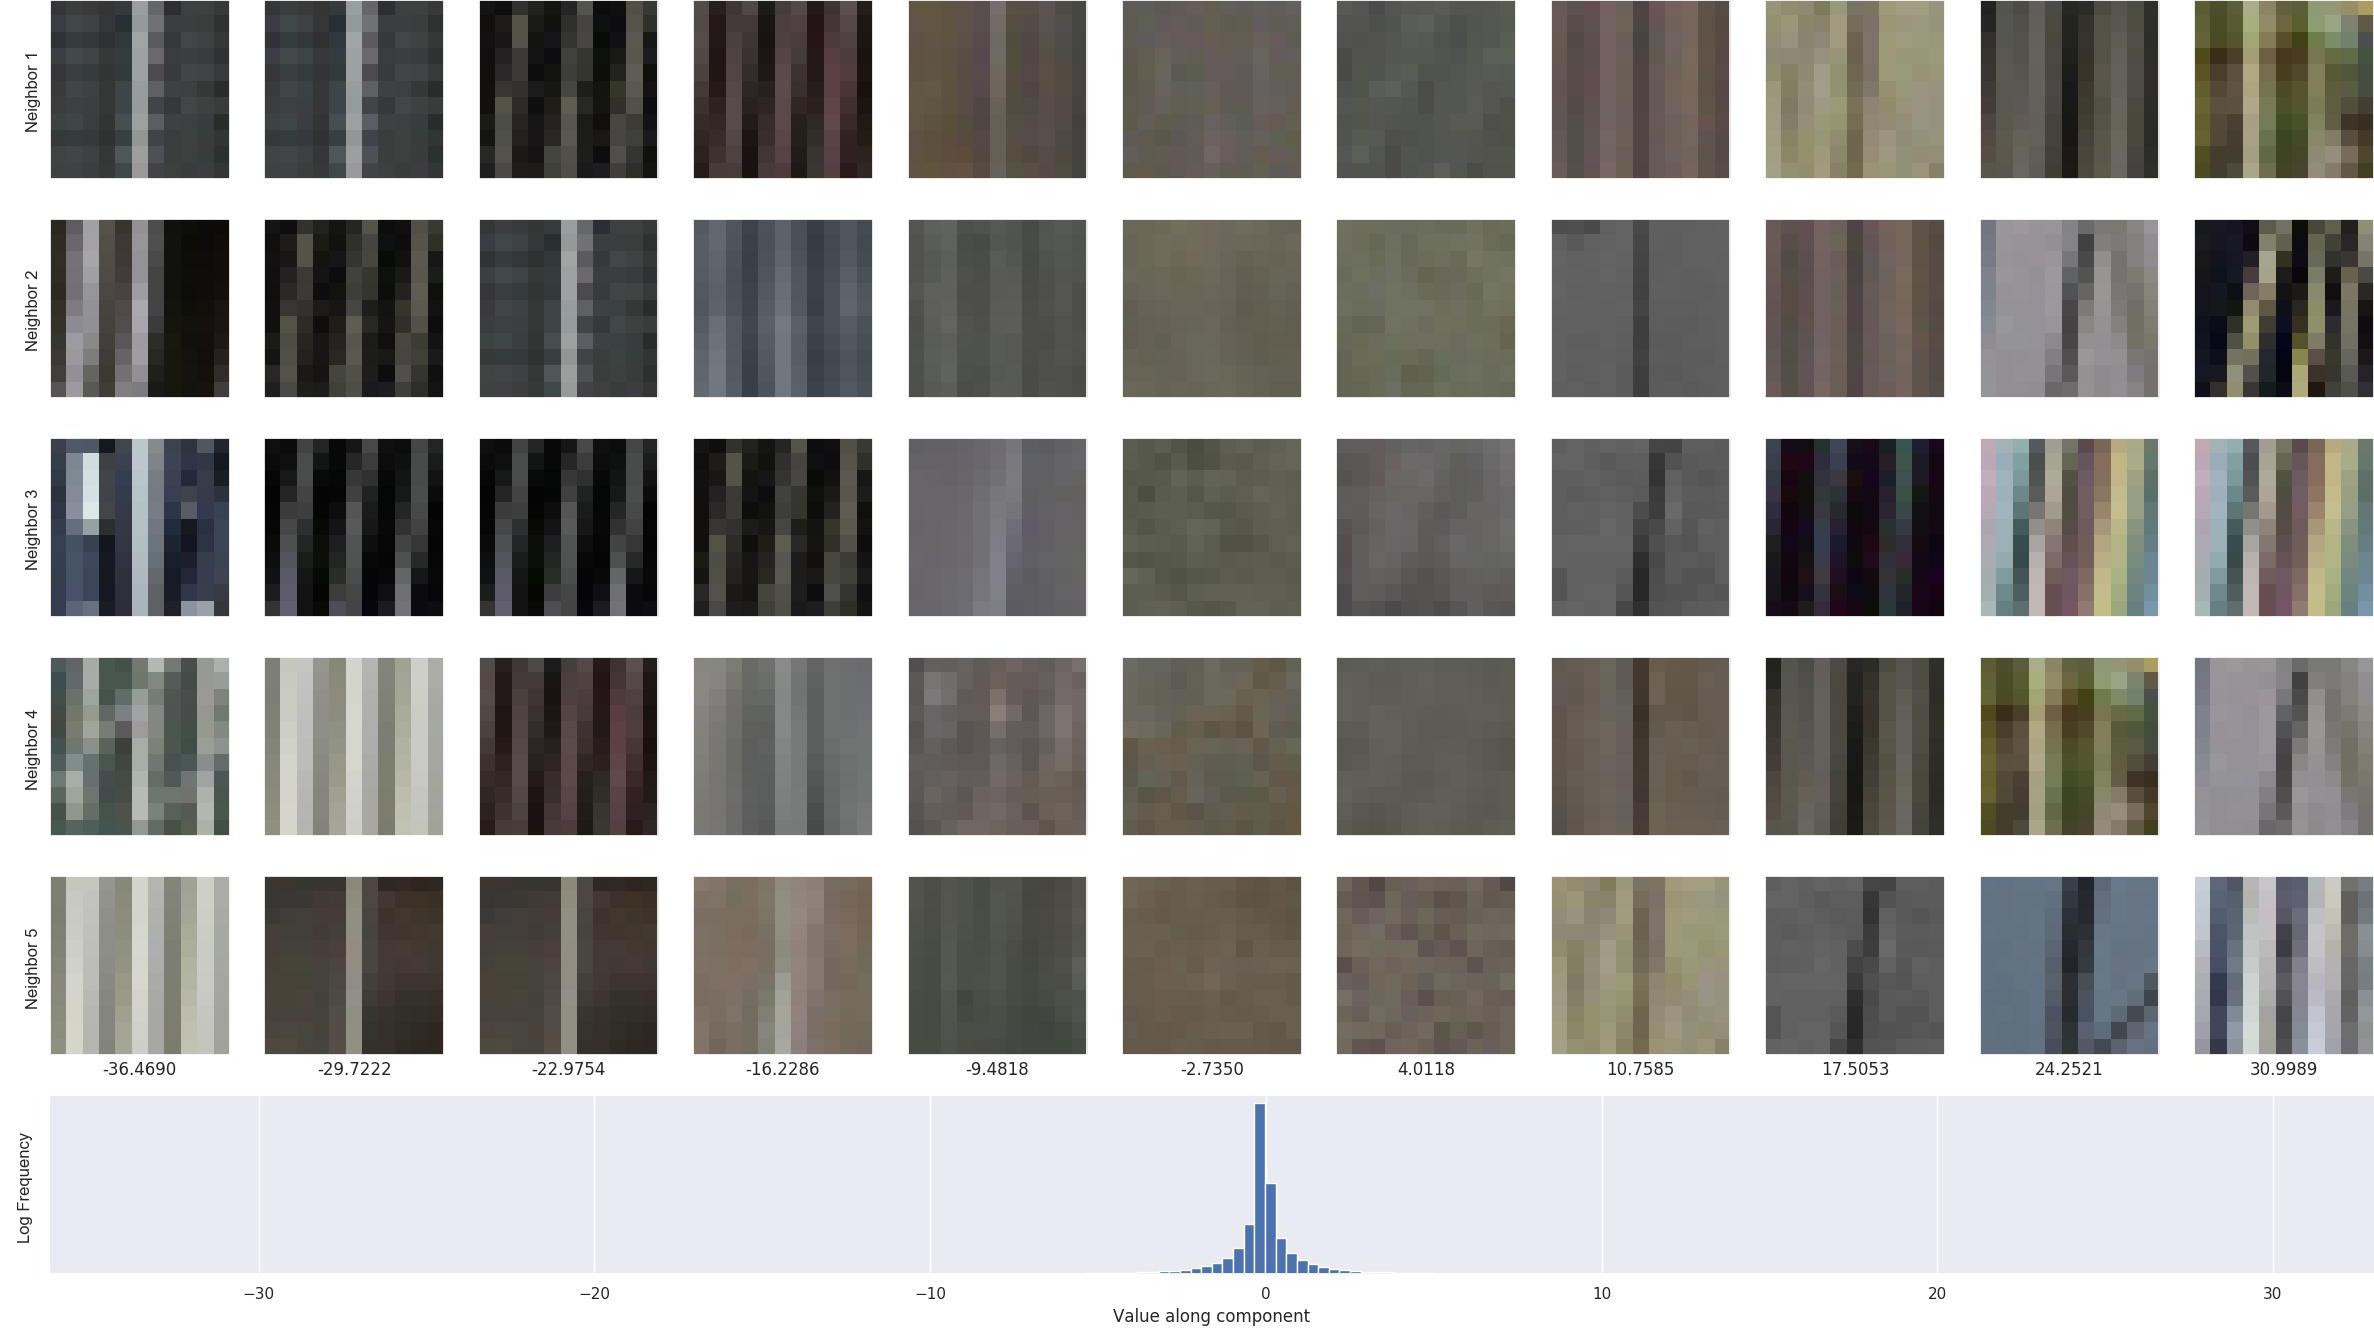 Neighbor 1
Neighbor 2
Neighbor 3
Neighbor 4
Neighbor 5
-36.4690 -29.7222 -22.9754 -16.2286 -9.4818 -2.7350 4.0118 10.7585 17.5053 24.2521 30.9989
Log Frequency
−30 −20 −10 0 10 20 30
Value along component